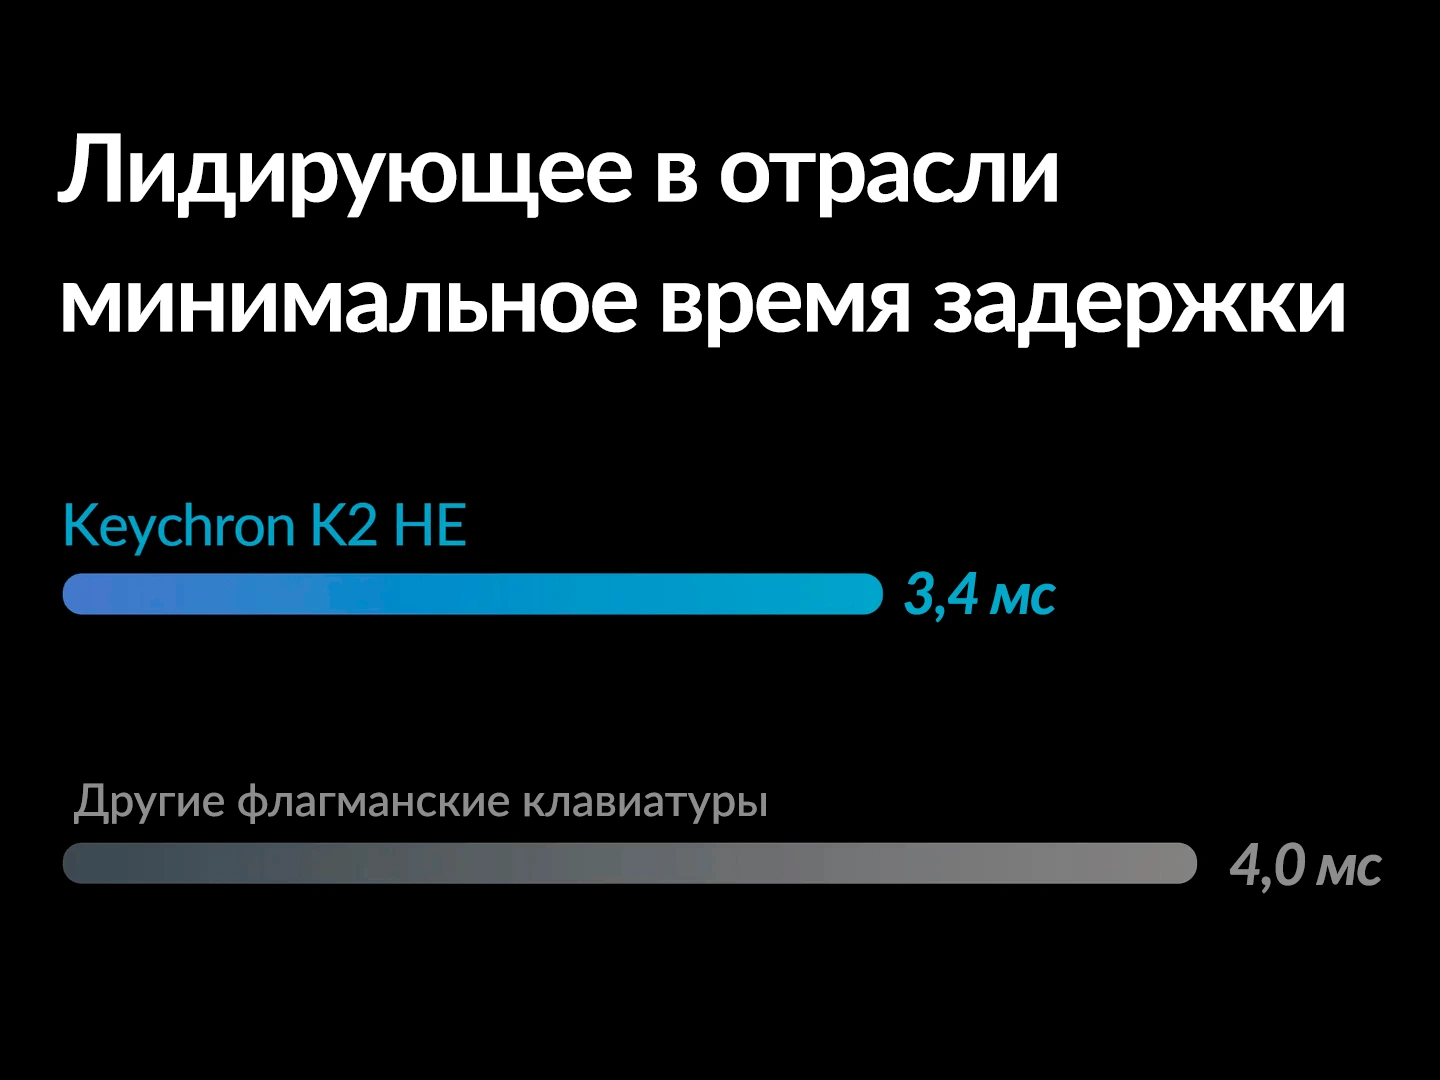 Лидирующее в отрасли
минимальное время задержки
Keychron K2 HE
3,4 мс
Другие флагманские клавиатуры
4,0 мс